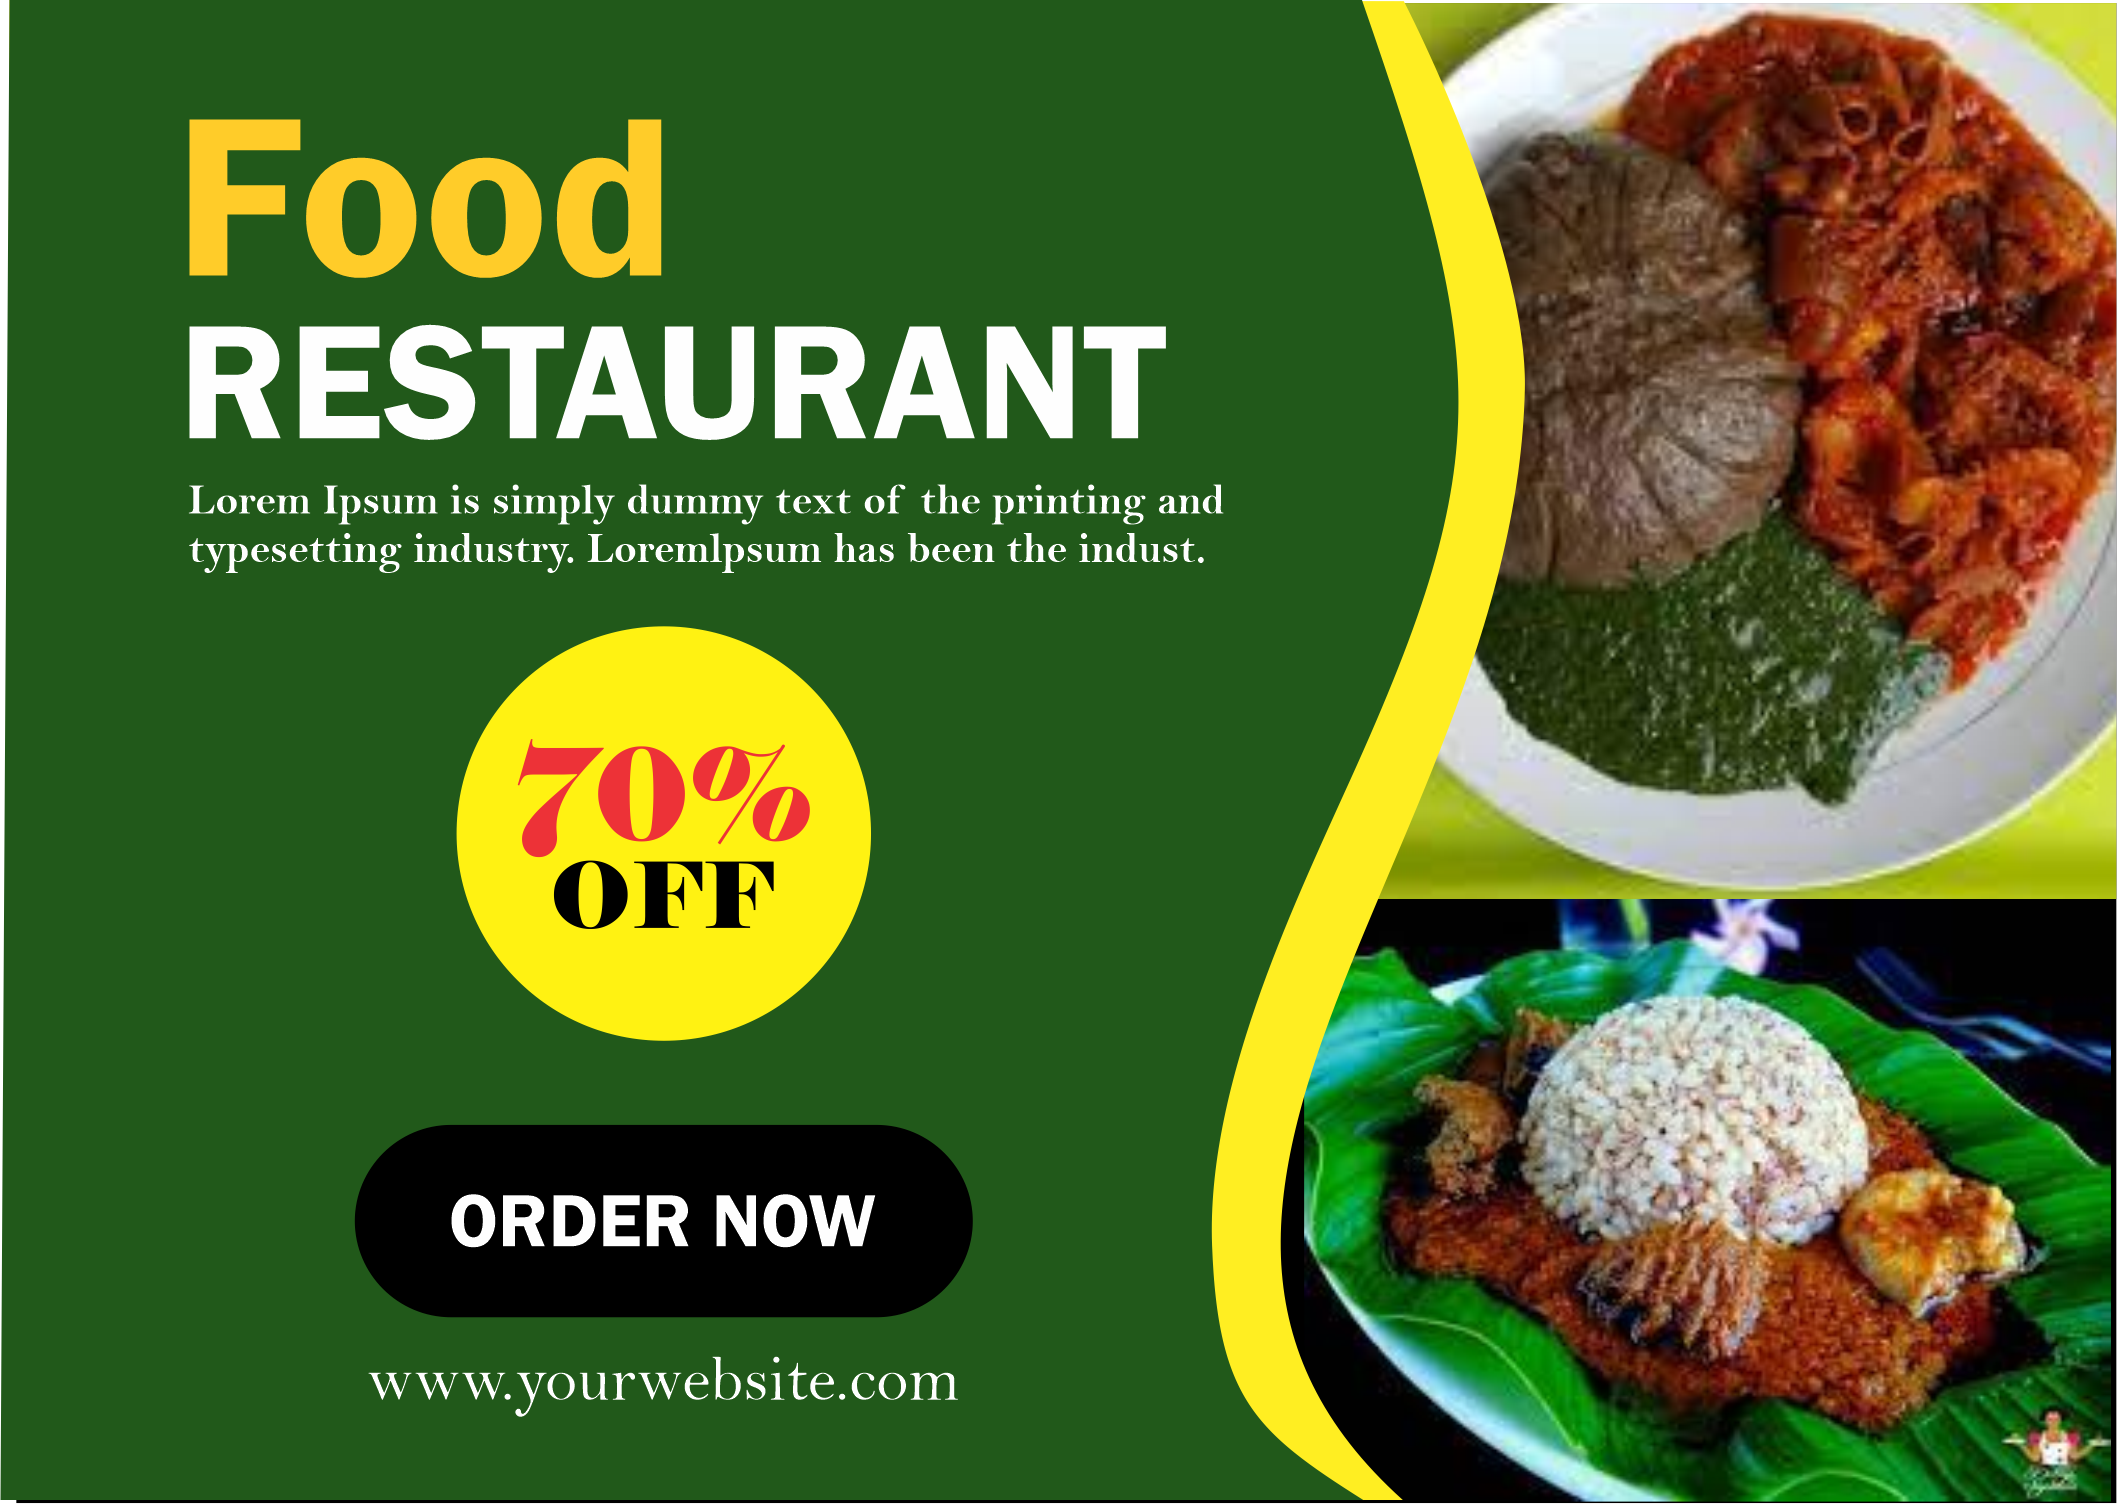 Food
RESTAURANT
Lorem Ipsum is simply dummy text of the printing and
typesetting industry. Loremlpsum has been the indust.
70%
OFF
ORDER NOW
www.yourwebsite.com